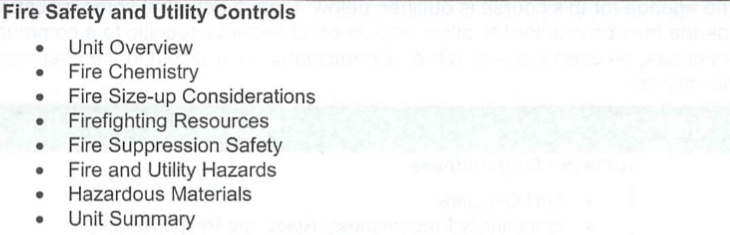 Fire Safety and Utility Controls
• Unit Overview
• Fire Chemistry
• Fire Size-up Considerations
• Firefighting Resources
• Fire Suppression Safety
• Fire and Utility Hazards
• Hazardous Materials
• Unit Summary